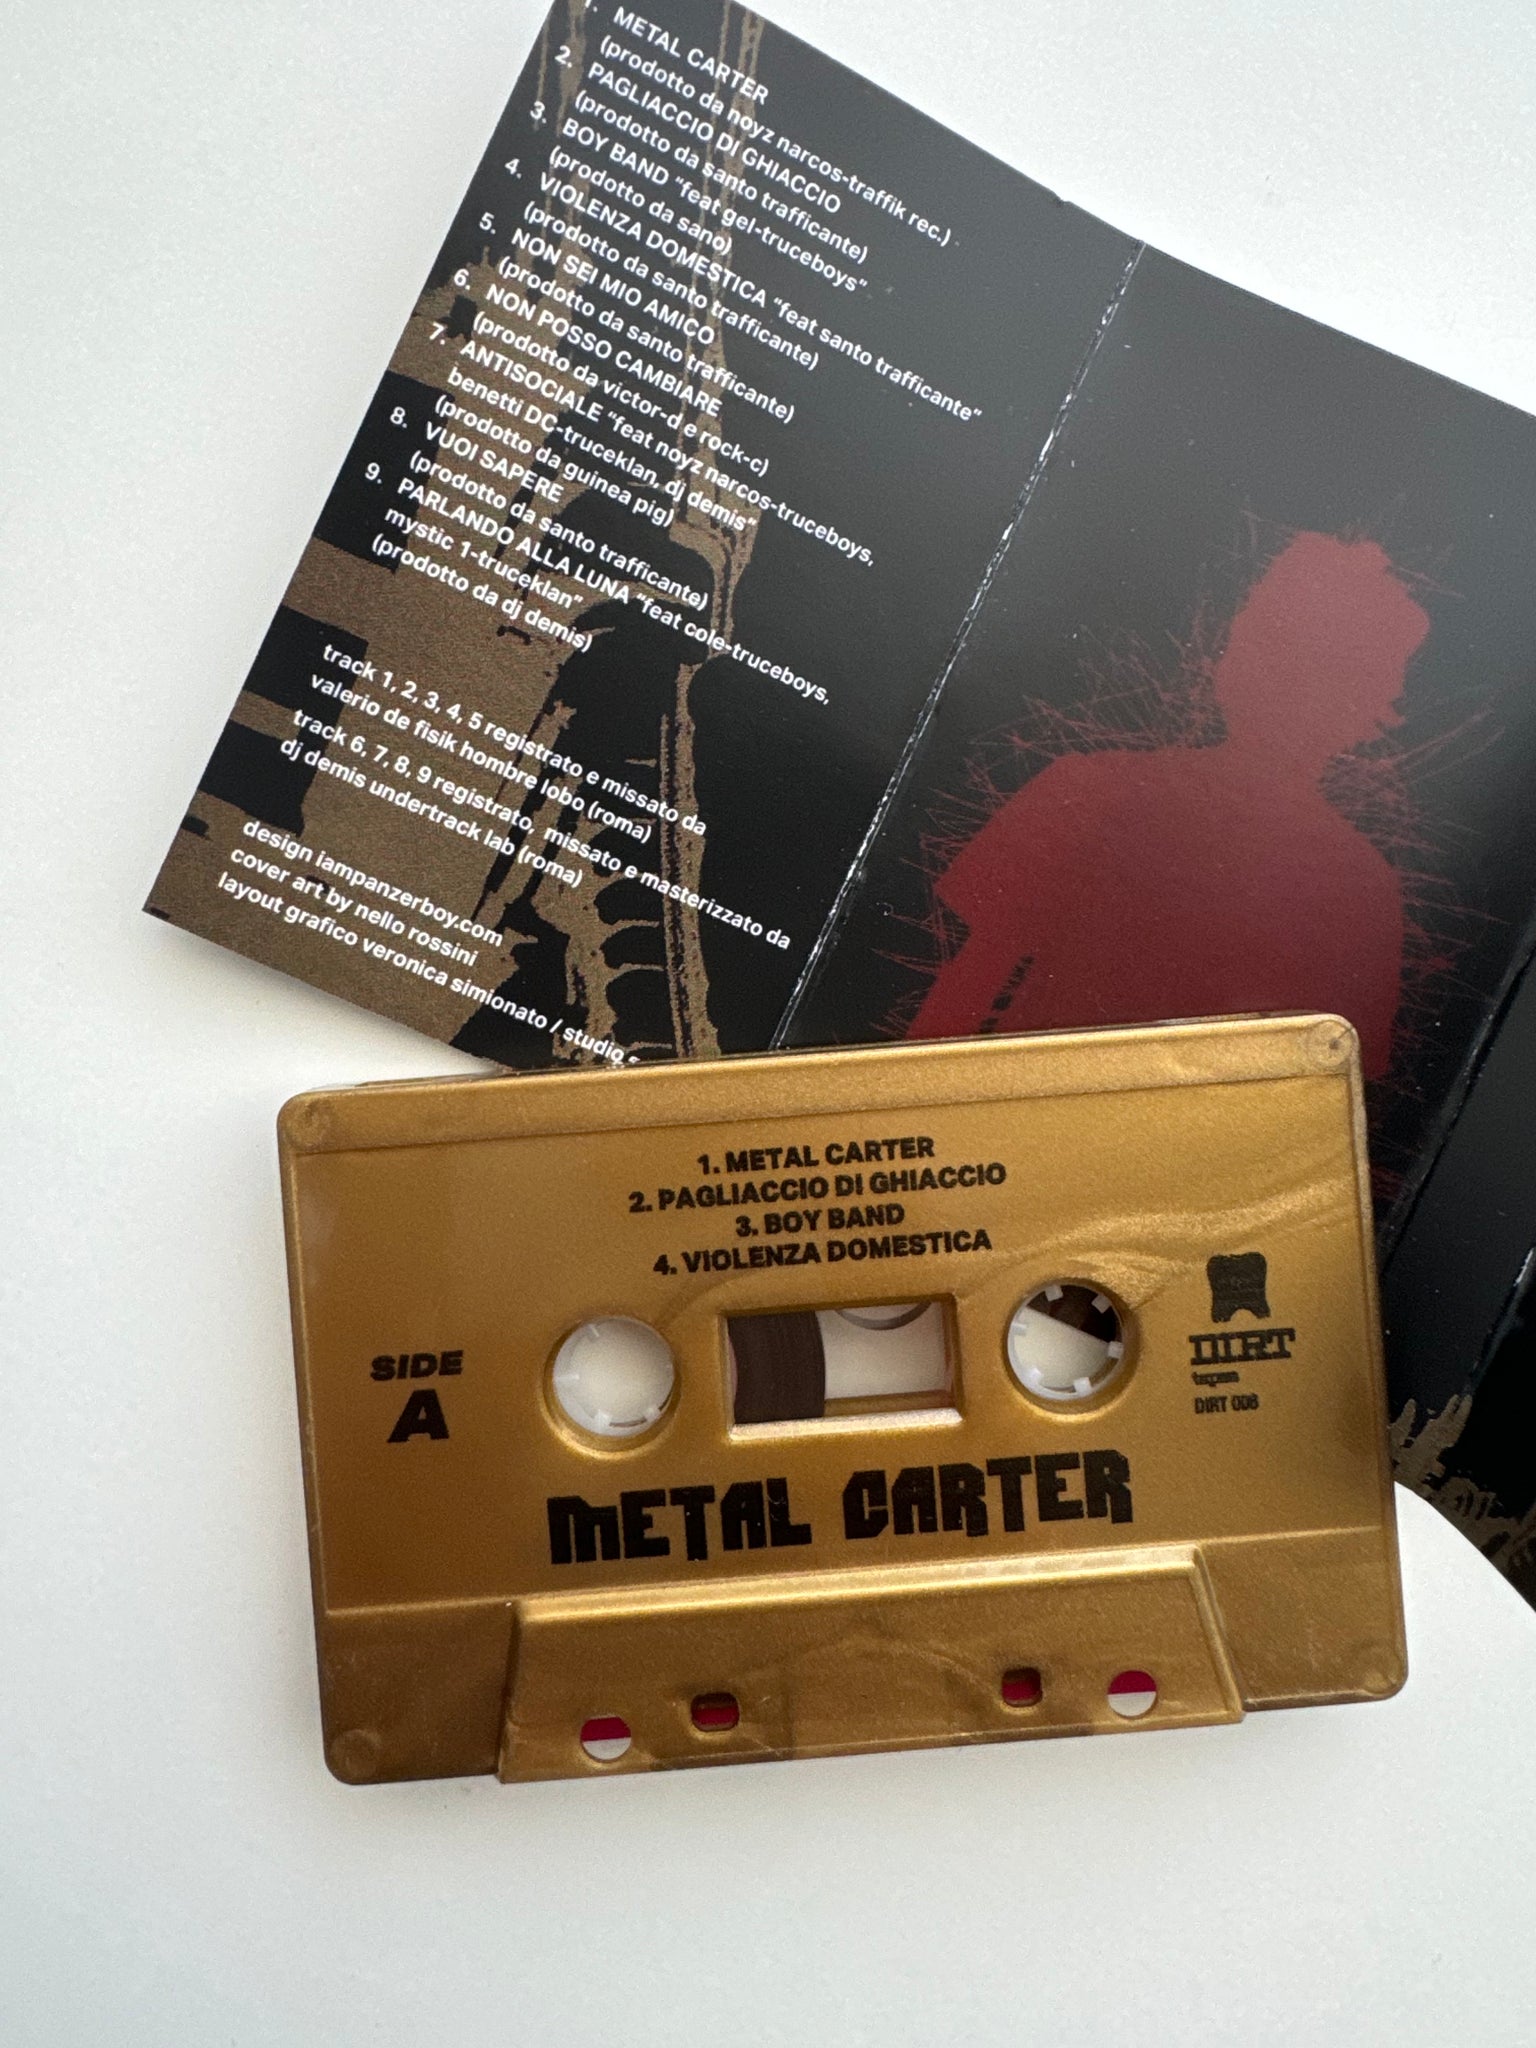 1. METAL CARTER
(prodotto da noyz narcos-traffik rec.)
2. PAGLIACCIO DI GHIACCIO
(prodotto da santo trafficante)
3. BOY BAND "feat gel-truceboys"
(prodotto da sano)
4. VIOLENZA DOMESTICA "feat santo trafficante"
(prodotto da santo trafficante)
5. NON SEI MIO AMICO
(prodotto da santo trafficante)
6. NON POSSO CAMBIARE
(prodotto da victor-d e rock-c)
7. ANTISOCIALE "feat noyz narcos-truceboys,
benetti DC-truceklan, dj demis"
(prodotto da guinea pig)
8. VUOI SAPERE
(prodotto da santo trafficante)
9. PARLANDO ALLA LUNA "feat cole-truceboys,
mystic 1-truceklan"
(prodotto da dj demis)
track 1, 2, 3, 4, 5 registrato e missato da
valerio de fisik hombre lobo (roma)
track 6, 7, 8, 9 registrato, missato e masterizzato da
dj demis undertrack lab (roma)
design iampanzerboy.com
cover art by nello rossini
layout grafico veronica simionato / studio
1. METAL CARTER
2. PAGLIACCIO DI GHIACCIO
3. BOY BAND
4. VIOLENZA DOMESTICA
SIDE
A
DIRT
tapes
DIRT 006
METAL CARTER